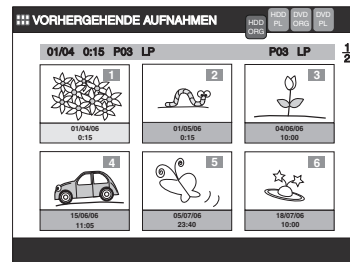 VORHERGEHENDE AUFNAHMEN
HDD ORG
HDD PL
DVD ORG
DVD PL
01/04 0:15 P03 LP
P03 LP
1
2
1
01/04/06
0:15
2
01/05/06
0:15
3
04/06/06
10:00
4
15/06/06
11:05
5
05/07/06
23:40
6
18/07/06
10:00